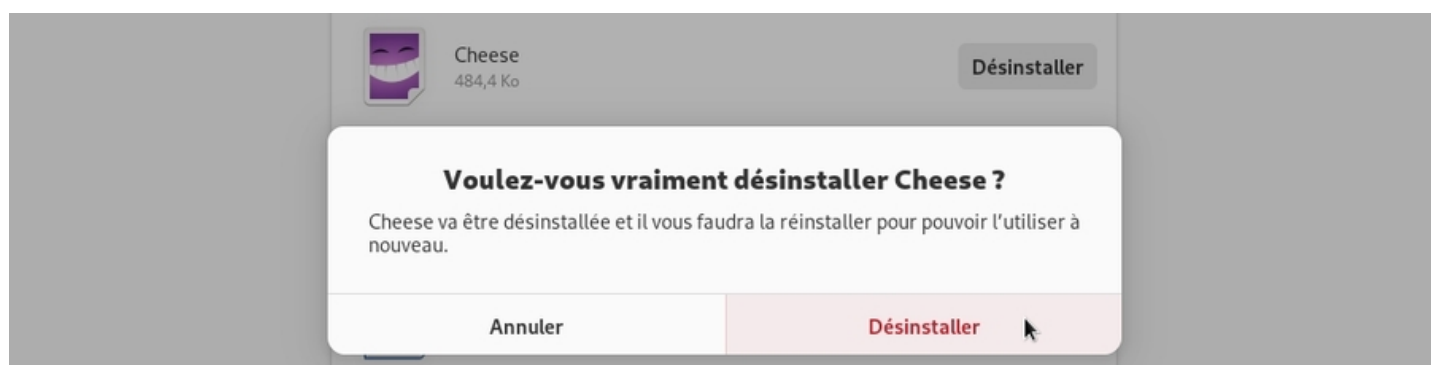 Cheese
484,4 Ko
Désinstaller
Voulez-vous vraiment désinstaller Cheese ?
Cheese va être désinstallée et il vous faudra la réinstaller pour pouvoir l’utiliser à
nouveau.
Annuler
Désinstaller